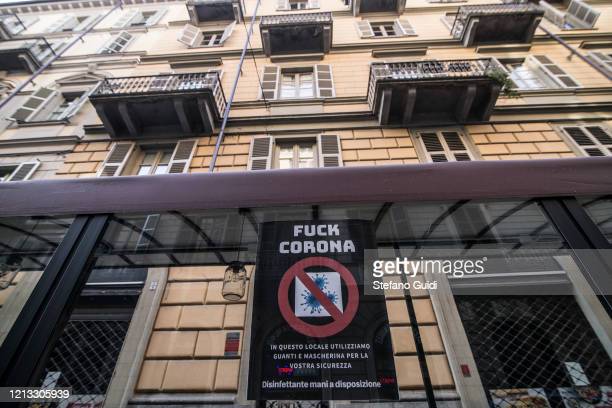 FUCK
CORONA
IN QUESTO LOCALE UTILIZZIAMO
GUANTI E MASCHERINA PER LA
VOSTRA SICUREZZA
Disinfettante mani a disposizione
gettyimages
Stefano Guidi
1213305939